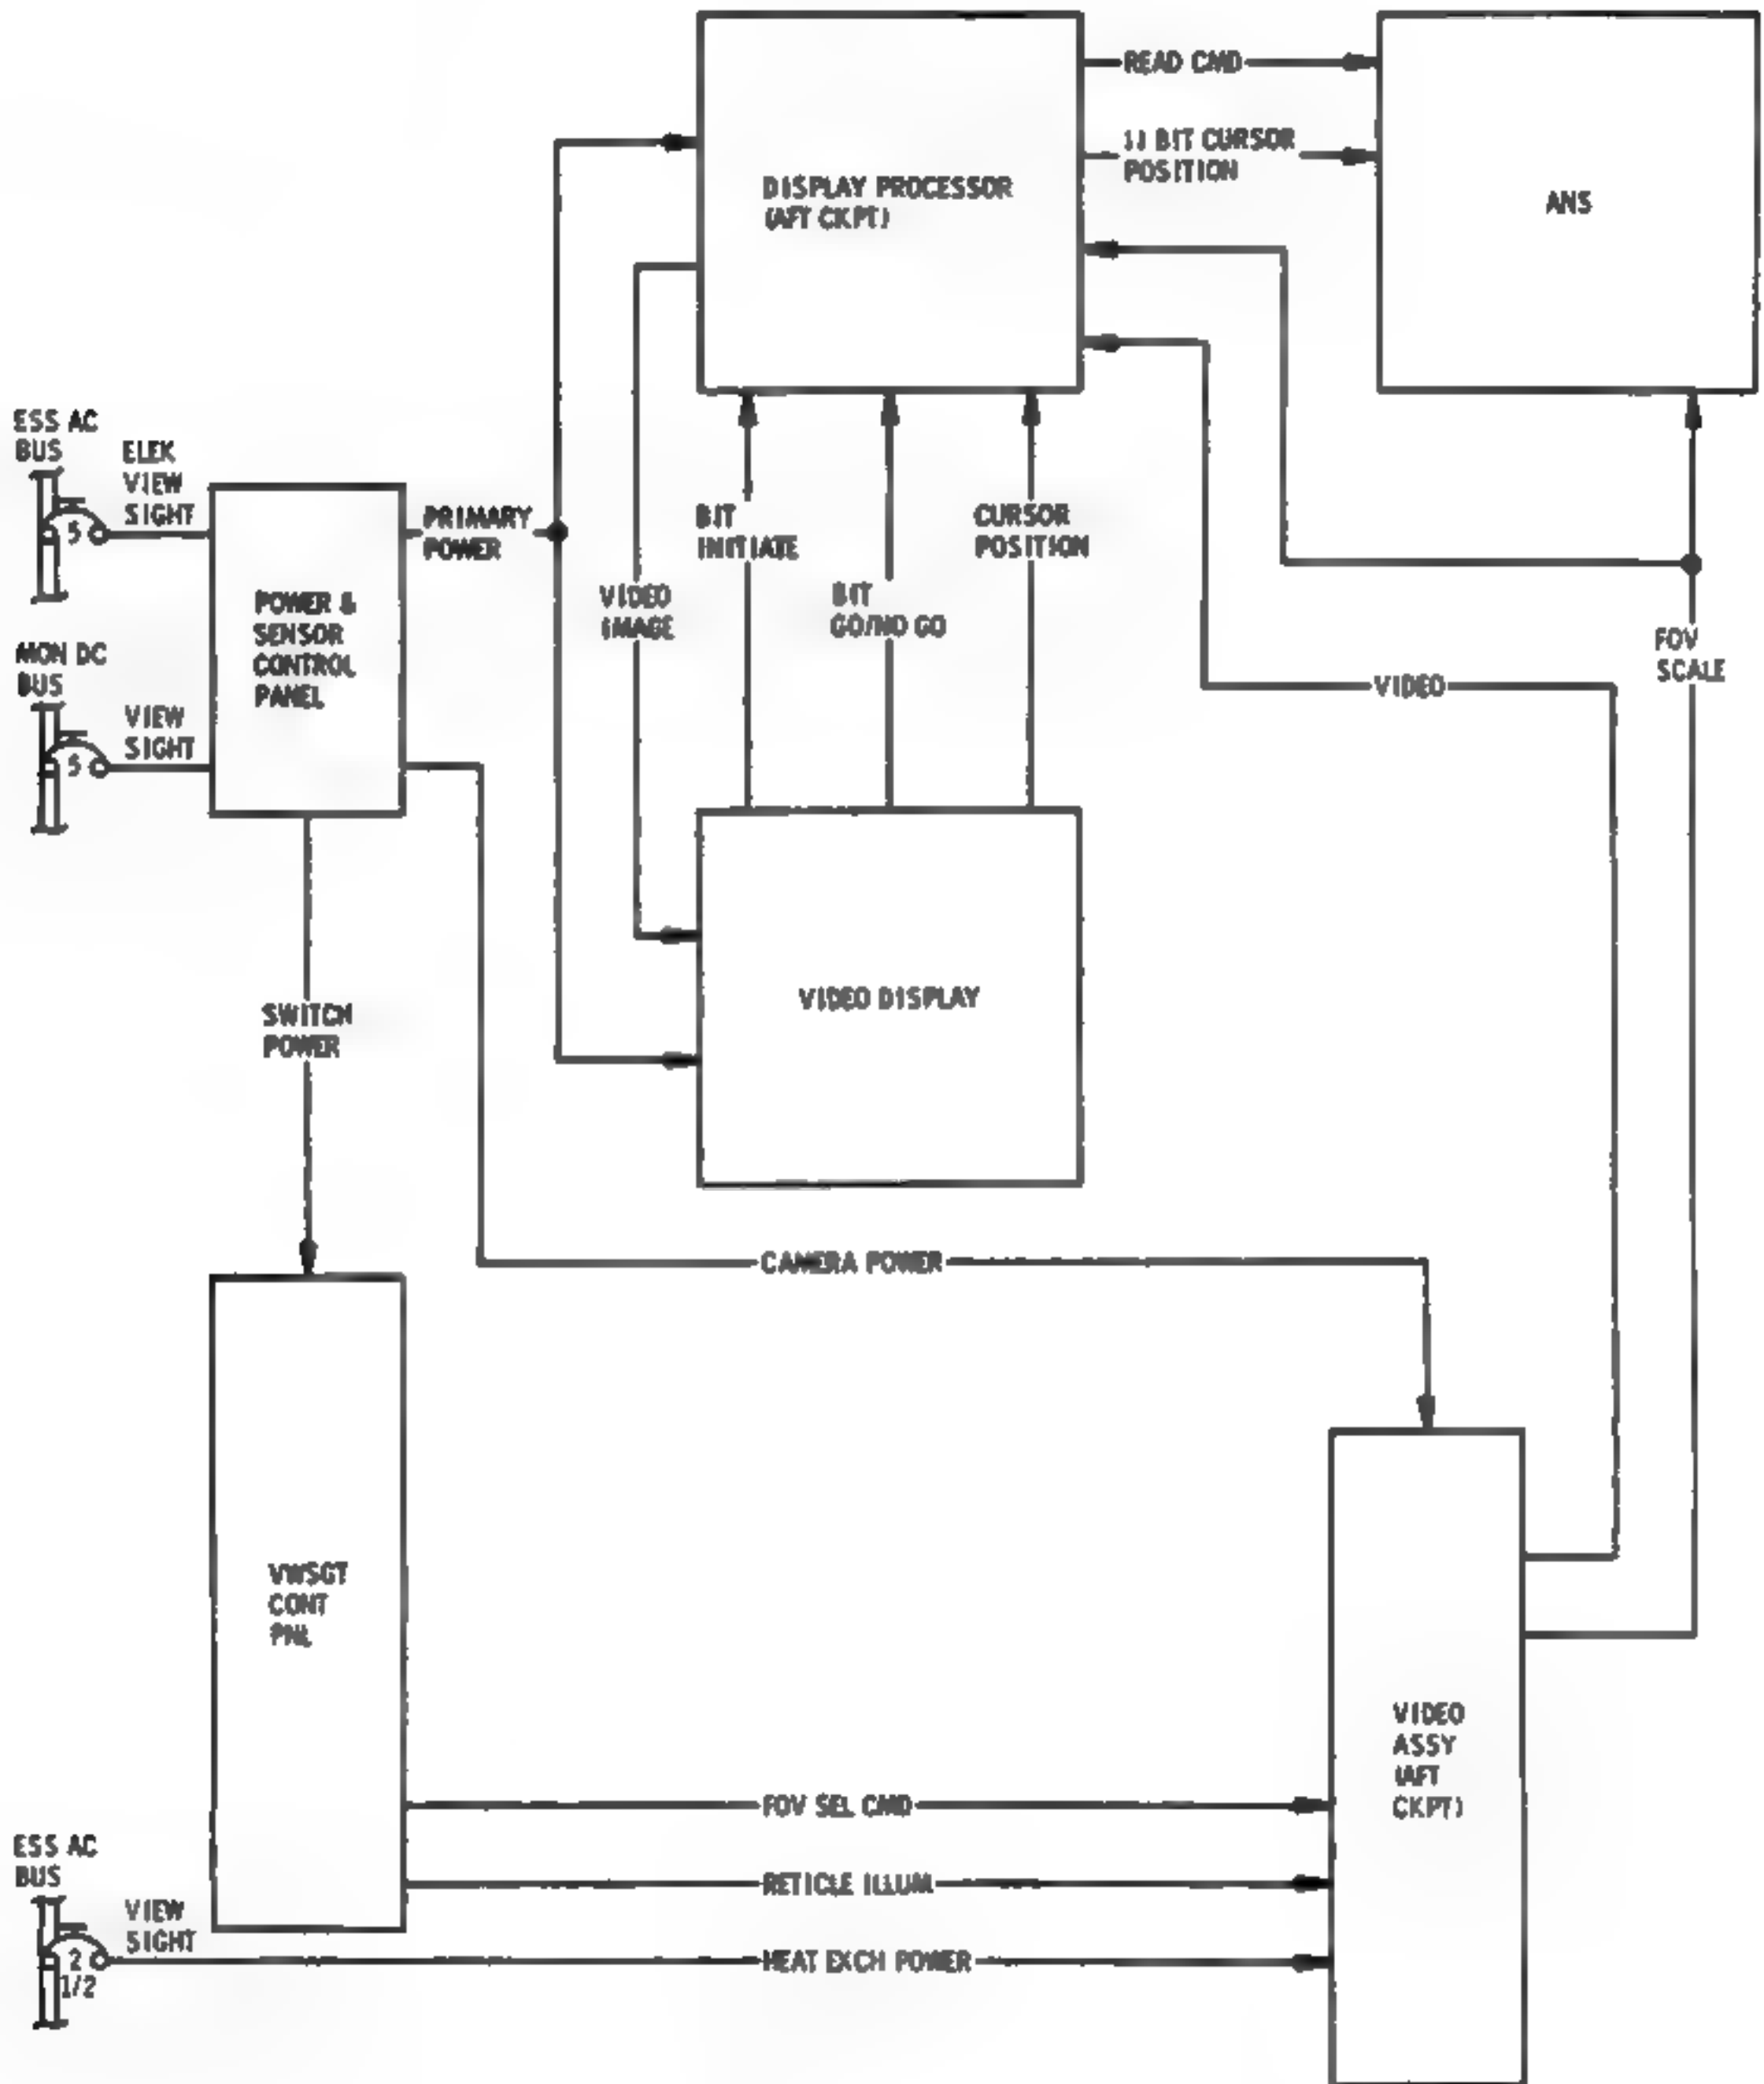 READ CMD
11 BIT CURSOR
POSITION
DISPLAY PROCESSOR
(AFT CKPT)
ANS
ESS AC
BUS
ELEK
VIEW
SIGHT
5
PRIMARY
POWER
BIT
INITIATE
CURSOR
POSITION
VIDEO
IMAGE
BIT
GO/NO GO
POWER &
SENSOR
CONTROL
PANEL
MON DC
BUS
VIEW
SIGHT
5
FOV
SCALE
VIDEO
VIDEO DISPLAY
SWITCH
POWER
CAMERA POWER
VWSGT
CONT
PNL
VIDEO
ASSY
(AFT
CKPT)
FOV SEL CMD
RETICLE ILLUM
ESS AC
BUS
VIEW
SIGHT
2
1/2
HEAT EXCH POWER